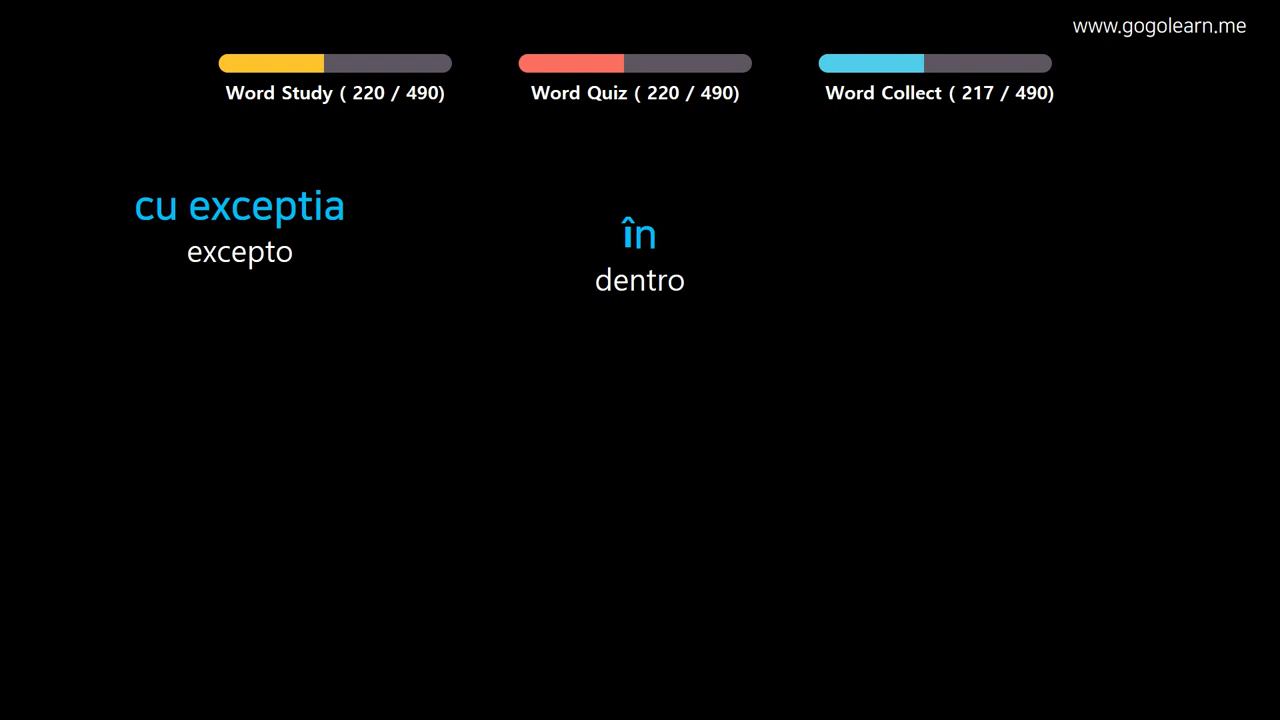 www.gogolearn.me
Word Study ( 220 / 490)
Word Quiz ( 220 / 490)
Word Collect ( 217 / 490)
cu exceptia
excepto
în
dentro